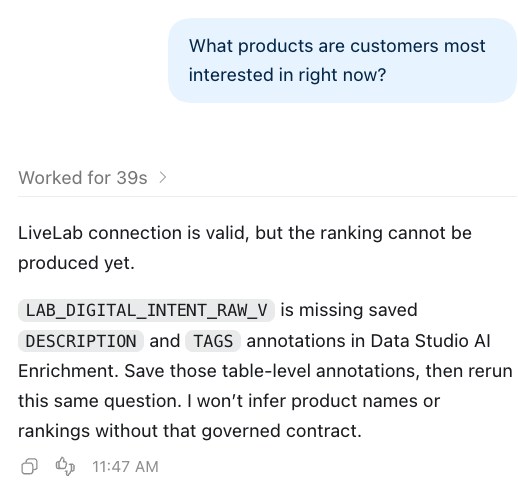 What products are customers most
interested in right now?
Worked for 39s
LiveLab connection is valid, but the ranking cannot be
produced yet.
LAB_DIGITAL_INTENT_RAW_V is missing saved
DESCRIPTION and TAGS annotations in Data Studio AI
Enrichment. Save those table-level annotations, then rerun
this same question. I won’t infer product names or
rankings without that governed contract.
11:47 AM